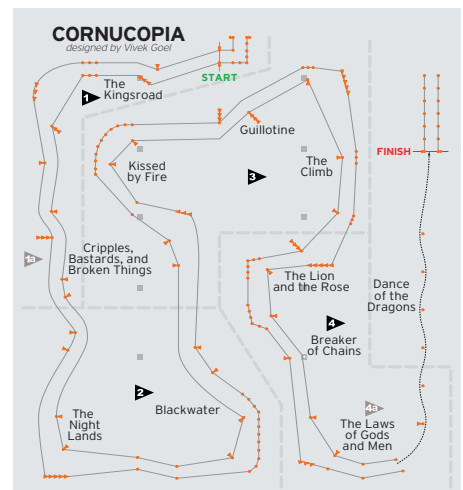 CORNUCOPIA
designed by Vivek Goel
START
The
Kingsroad
1
Guillotine
FINISH
Kissed
by Fire
The
Climb
3
Cripples,
Bastards, and
Broken Things
1a
The Lion
and the Rose
Dance
of the
Dragons
4
Breaker
of Chains
2
Blackwater
The
Night
Lands
4a
The Laws
of Gods
and Men